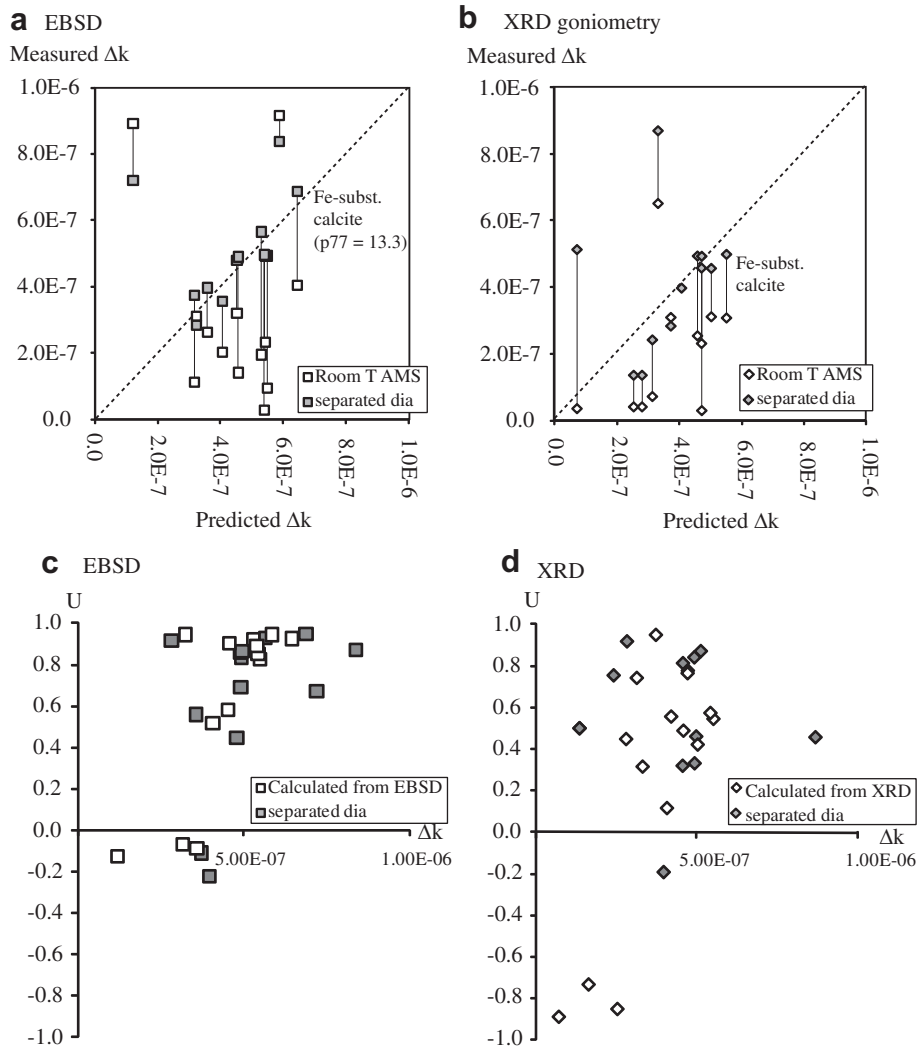 a EBSD
Measured Δk
1.0E-6
8.0E-7
6.0E-7
4.0E-7
2.0E-7
0.0
Fe-subst.
calcite
(p77 = 13.3)
Room T AMS
separated dia
0.0
2.0E-7
4.0E-7
6.0E-7
8.0E-7
1.0E-6
Predicted Δk
b XRD goniometry
Measured Δk
1.0E-6
8.0E-7
6.0E-7
4.0E-7
2.0E-7
0.0
Fe-subst.
calcite
Room T AMS
separated dia
0.0
2.0E-7
4.0E-7
6.0E-7
8.0E-7
1.0E-6
Predicted Δk
c EBSD
U
1.0
0.8
0.6
0.4
0.2
0.0
-0.2
-0.4
-0.6
-0.8
-1.0
Calculated from EBSD
separated dia
Δk
5.00E-07
1.00E-06
d XRD
U
1.0
0.8
0.6
0.4
0.2
0.0
-0.2
-0.4
-0.6
-0.8
-1.0
Calculated from XRD
separated dia
Δk
5.00E-07
1.00E-06